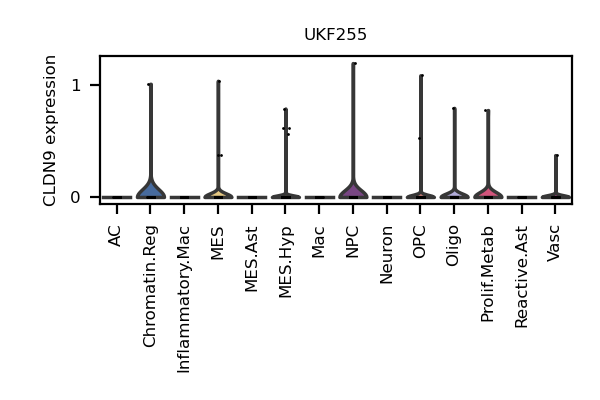 UKF255
CLDN9 expression
1
0
AC
Chromatin.Reg
Inflammatory.Mac
MES
MES.Ast
MES.Hyp
Mac
NPC
Neuron
OPC
Oligo
Prolif.Metab
Reactive.Ast
Vasc